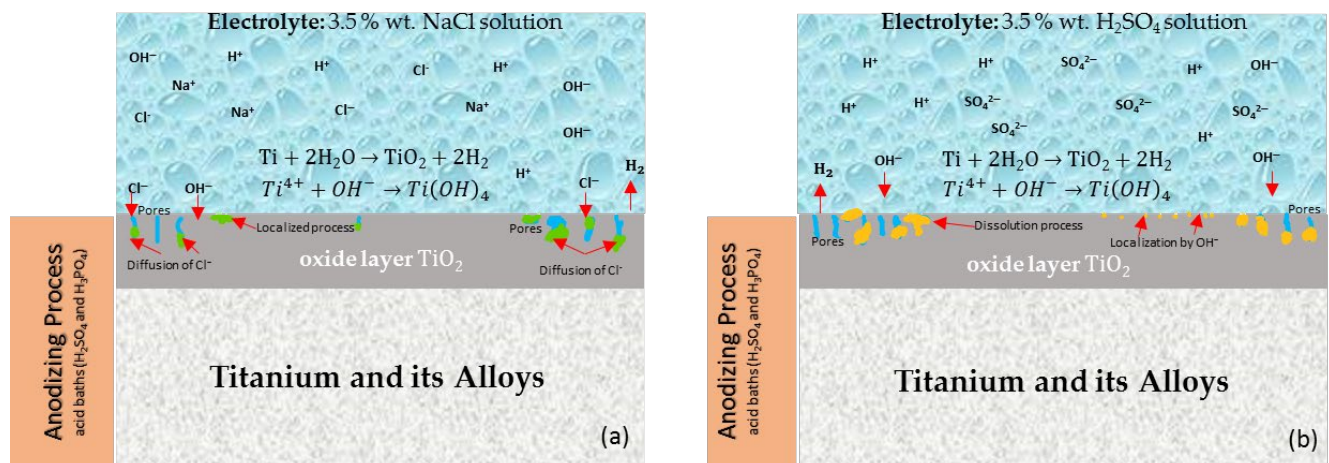 Electrolyte: 3.5 % wt. NaCl solution
OH⁻
H⁺
H⁺
Cl⁻
H⁺
OH⁻
Na⁺
Cl⁻
Na⁺
Cl⁻
Na⁺
OH⁻
Ti + 2H₂O → TiO₂ + 2H₂
Ti⁴⁺ + OH⁻ → Ti(OH)₄
H⁺
H₂
Cl⁻
OH⁻
Cl⁻
Pores
Localized process
Pores
Diffusion of Cl⁻
Diffusion of Cl⁻
oxide layer TiO₂
Anodizing Process
acid baths (H₂SO₄ and H₃PO₄)
Titanium and its Alloys
(a)
Electrolyte: 3.5 % wt. H₂SO₄ solution
H⁺
H⁺
SO₄²⁻
H⁺
OH⁻
H⁺
H⁺
SO₄²⁻
SO₄²⁻
SO₄²⁻
SO₄²⁻
H⁺
Ti + 2H₂O → TiO₂ + 2H₂
Ti⁴⁺ + OH⁻ → Ti(OH)₄
H₂
OH⁻
OH⁻
Pores
Dissolution process
Localization by OH⁻
Pores
oxide layer TiO₂
Anodizing Process
acid baths (H₂SO₄ and H₃PO₄)
Titanium and its Alloys
(b)